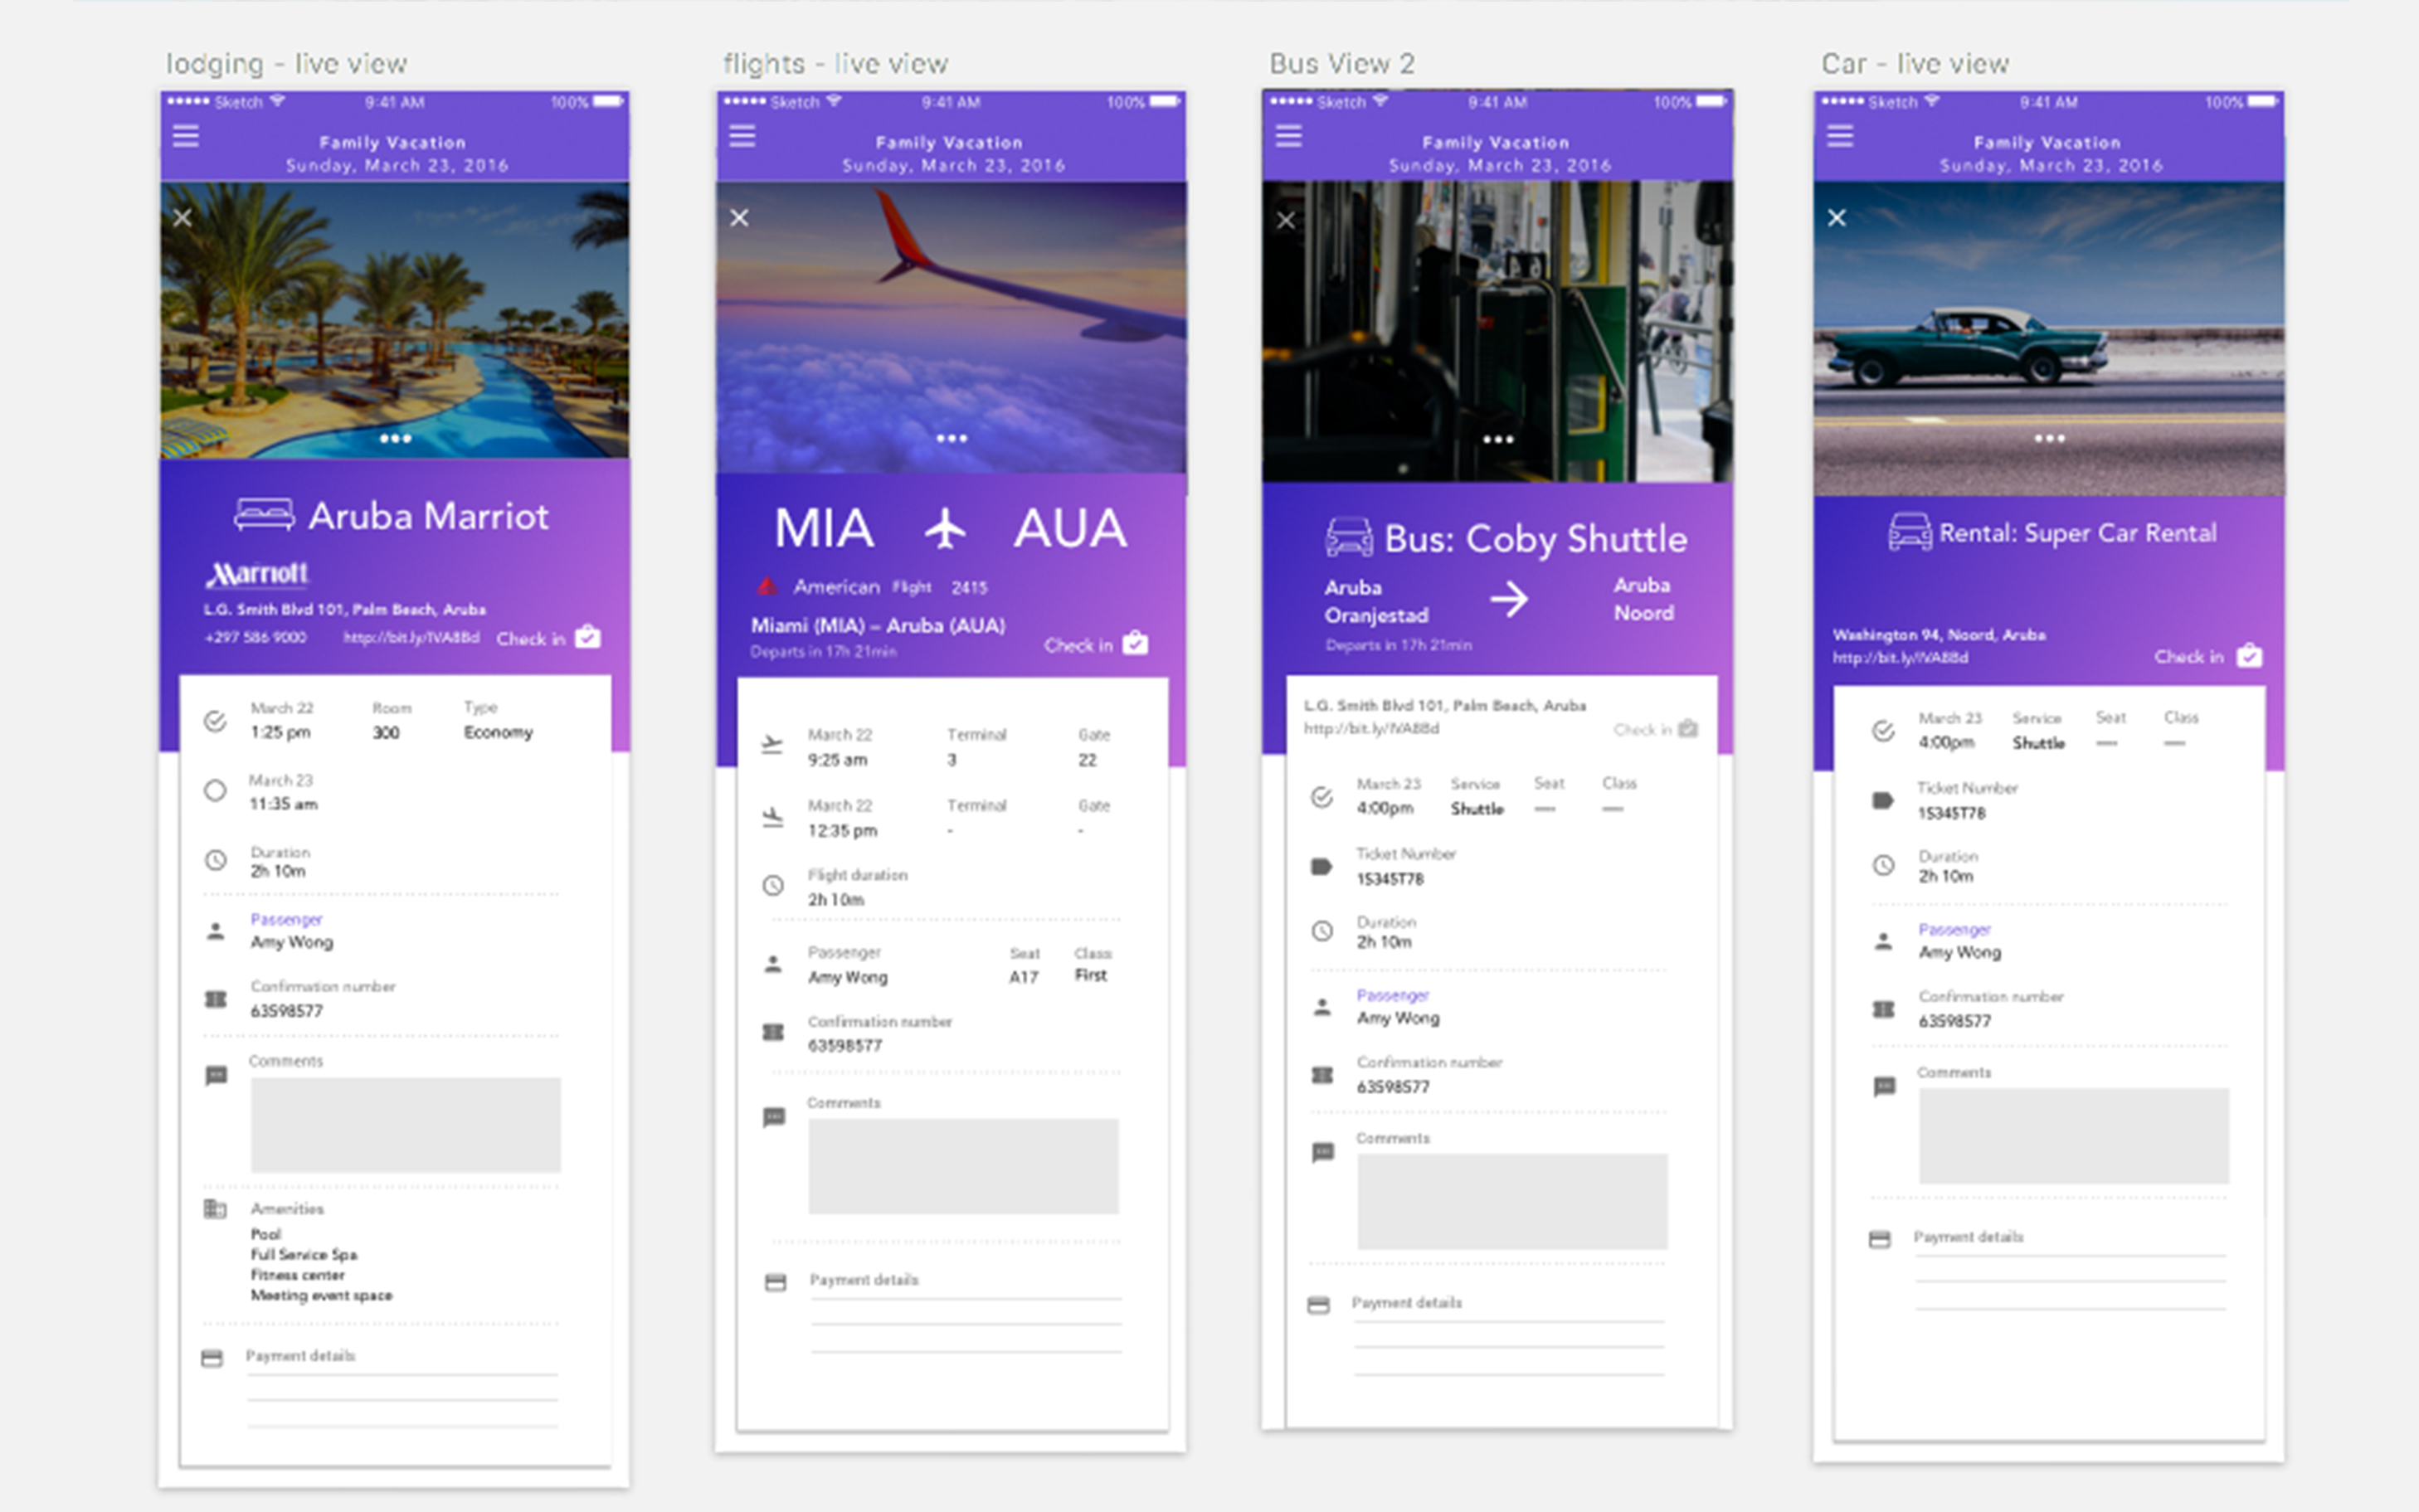 lodging - live view
Sketch 9:41 AM 100%
Family Vacation
Sunday, March 23, 2016
Aruba Marriot
Marriott
L.G. Smith Blvd 101, Palm Beach, Aruba
+297 586 9000 http://bit.ly/1VA8Bd Check in
March 22 Room Type
1:25 pm 300 Economy
March 23
11:35 am
Duration
2h 10m
Passenger
Amy Wong
Confirmation number
63598577
Comments
Amenities
Pool
Full Service Spa
Fitness center
Meeting event space
Payment details
flights - live view
Sketch 9:41 AM 100%
Family Vacation
Sunday, March 23, 2016
MIA AUA
American Flight 2415
Miami (MIA) – Aruba (AUA)
Departs in 17h 21min
Check in
March 22 Terminal Gate
9:25 am 3 22
March 22 Terminal Gate
12:35 pm - -
Flight duration
2h 10m
Passenger Seat Class
Amy Wong A17 First
Confirmation number
63598577
Comments
Payment details
Bus View 2
Sketch 9:41 AM 100%
Family Vacation
Sunday, March 23, 2016
Bus: Coby Shuttle
Aruba Aruba
Oranjestad Noord
Departs in 17h 21min
L.G. Smith Blvd 101, Palm Beach, Aruba
http://bit.ly/1VA8Bd Check in
March 23 Service Seat Class
4:00pm Shuttle — —
Ticket Number
15345T78
Duration
2h 10m
Passenger
Amy Wong
Confirmation number
63598577
Comments
Payment details
Car - live view
Sketch 9:41 AM 100%
Family Vacation
Sunday, March 23, 2016
Rental: Super Car Rental
Washington 94, Noord, Aruba
http://bit.ly/1VA8Bd Check in
March 23 Service Seat Class
4:00pm Shuttle — —
Ticket Number
15345T78
Duration
2h 10m
Passenger
Amy Wong
Confirmation number
63598577
Comments
Payment details